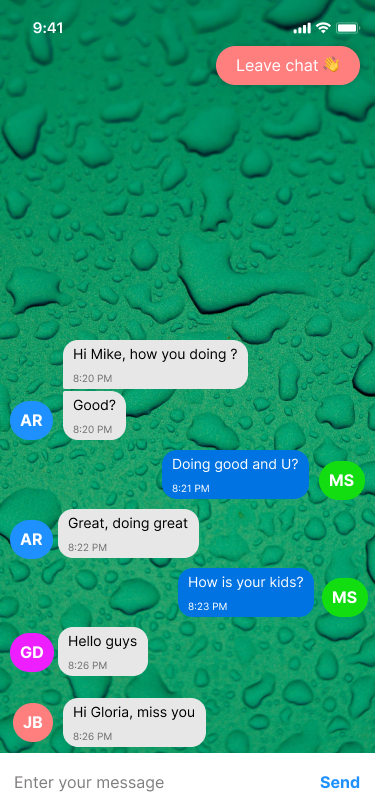 9:41
Leave chat 👋
Hi Mike, how you doing ?
8:20 PM
Good?
8:20 PM
AR
Doing good and U?
8:21 PM
MS
Great, doing great
8:22 PM
AR
How is your kids?
8:23 PM
MS
Hello guys
8:26 PM
GD
Hi Gloria, miss you
8:26 PM
JB
Enter your message
Send